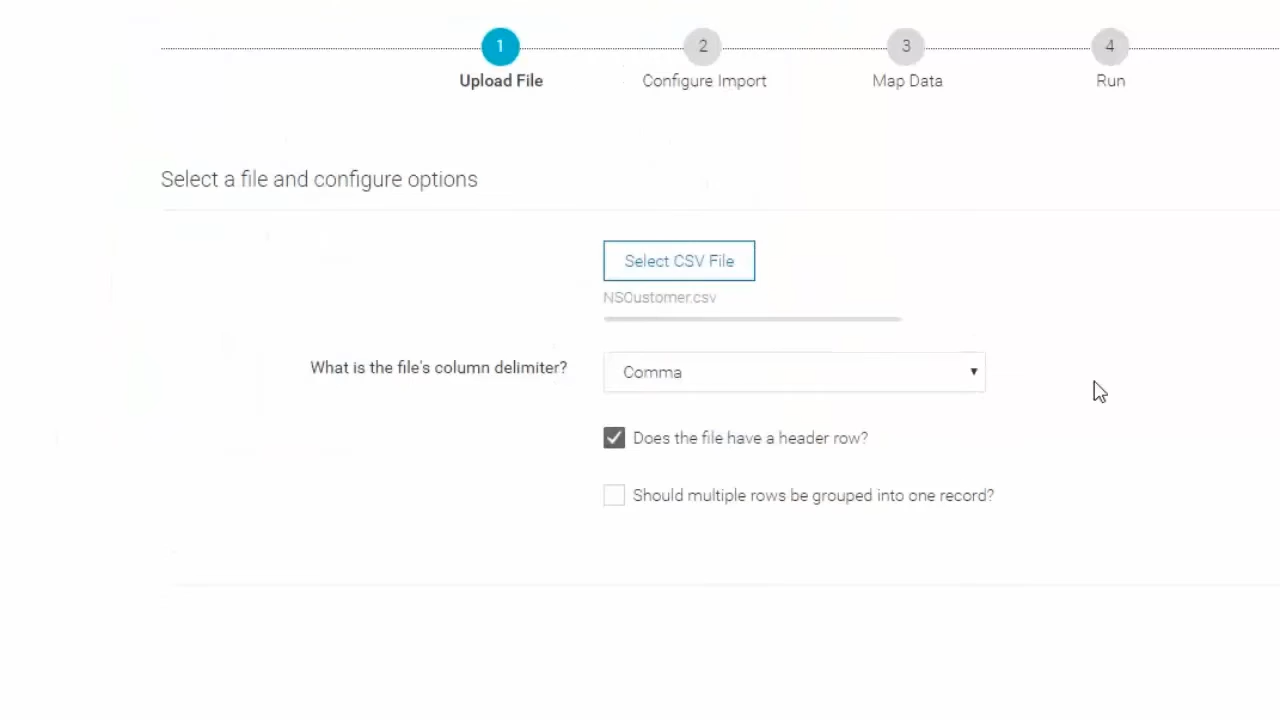 1
2
3
4
Upload File
Configure Import
Map Data
Run
Select a file and configure options
Select CSV File
NSCustomer.csv
What is the file's column delimiter?
Comma
Does the file have a header row?
Should multiple rows be grouped into one record?